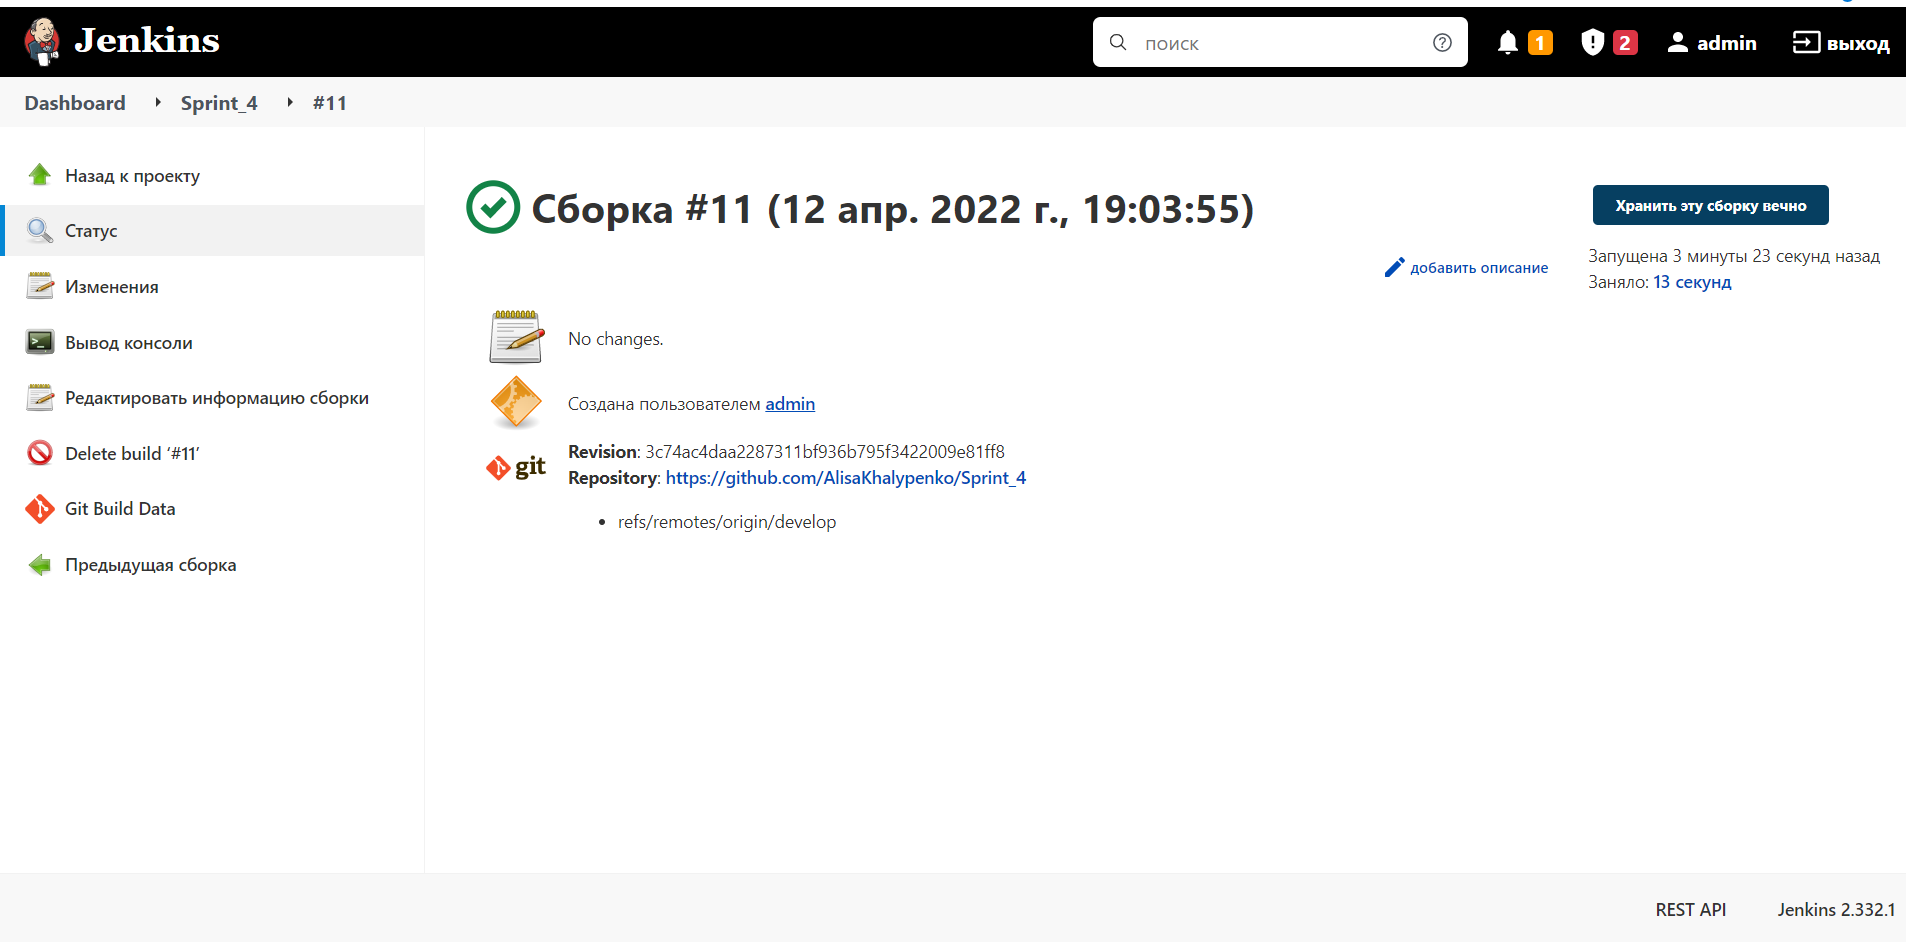 Jenkins
поиск
1
2
admin
выход
Dashboard
Sprint_4
#11
Назад к проекту
Статус
Изменения
Вывод консоли
Редактировать информацию сборки
Delete build ‘#11’
Git Build Data
Предыдущая сборка
Сборка #11 (12 апр. 2022 г., 19:03:55)
Хранить эту сборку вечно
добавить описание
Запущена 3 минуты 23 секунд назад
Заняло: 13 секунд
No changes.
Создана пользователем admin
git
Revision: 3c74ac4daa2287311bf936b795f3422009e81ff8
Repository: https://github.com/AlisaKhalypenko/Sprint_4
refs/remotes/origin/develop
REST API
Jenkins 2.332.1